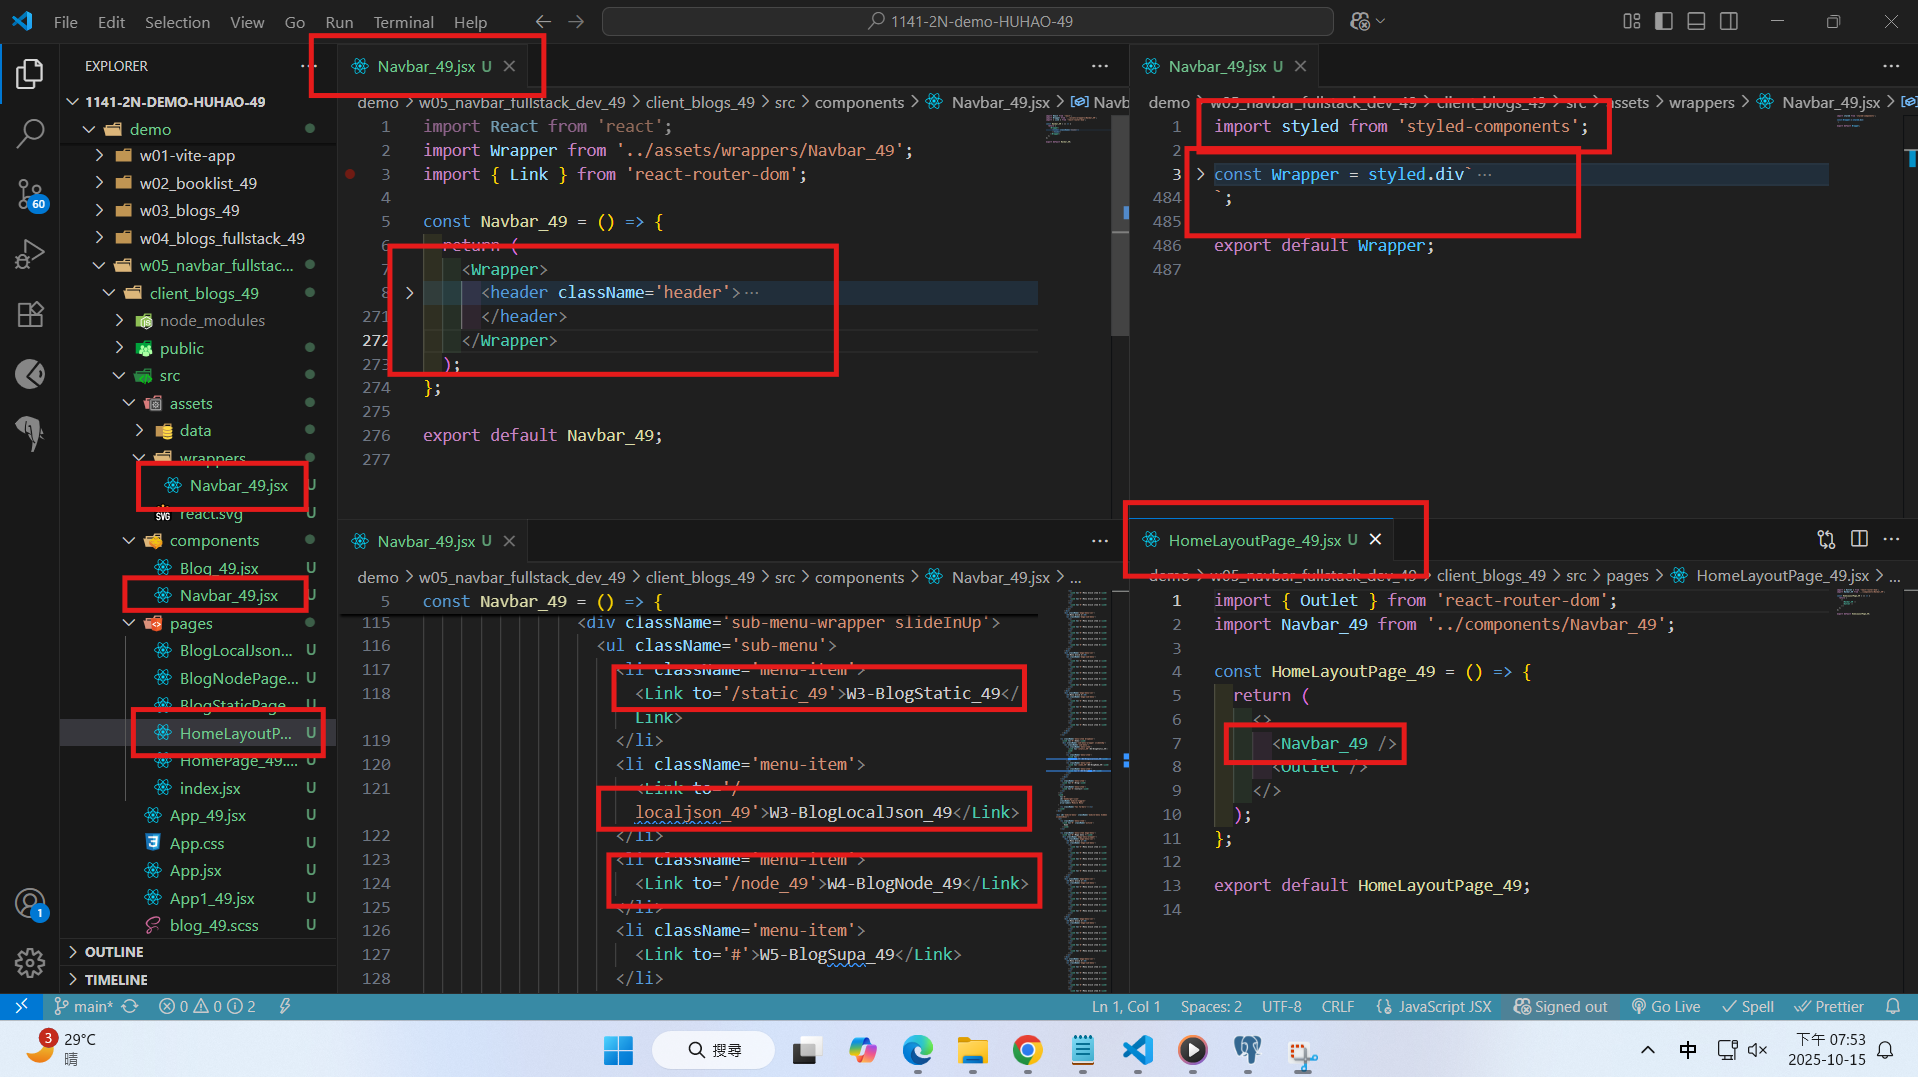 File Edit Selection View Go Run Terminal Help
1141-2N-demo-HUHAO-49
EXPLORER
1141-2N-DEMO-HUHAO-49
demo
w01-vite-app
w02_booklist_49
w03_blogs_49
w04_blogs_fullstack_49
w05_navbar_fullstac...
client_blogs_49
node_modules
public
src
assets
data
wrappers
Navbar_49.jsx U
react.svg U
components
Blog_49.jsx U
Navbar_49.jsx U
pages
BlogLocalJson... U
BlogNodePage... U
BlogStaticPage... U
HomeLayoutP... U
HomePage_49.... U
index.jsx U
App_49.jsx U
App.css U
App.jsx U
App1_49.jsx U
blog_49.scss U
OUTLINE
TIMELINE
60
1
Navbar_49.jsx U
demo > w05_navbar_fullstack_dev_49 > client_blogs_49 > src > components > Navbar_49.jsx > Navb
1 import React from 'react';
2 import Wrapper from '../assets/wrappers/Navbar_49';
3 import { Link } from 'react-router-dom';
4
5 const Navbar_49 = () => {
6 return (
7 <Wrapper>
8 <header className='header'>...
271 </header>
272 </Wrapper>
273 );
274 };
275
276 export default Navbar_49;
277
Navbar_49.jsx U
demo > w05_navbar_fullstack_dev_49 > client_blogs_49 > src > assets > wrappers > Navbar_49.jsx >
1 import styled from 'styled-components';
2
3 const Wrapper = styled.div`...
484 `;
485
486 export default Wrapper;
487
Navbar_49.jsx U
demo > w05_navbar_fullstack_dev_49 > client_blogs_49 > src > components > Navbar_49.jsx > ...
5 const Navbar_49 = () => {
115 <div className='sub-menu-wrapper slideInUp'>
116 <ul className='sub-menu'>
117 <li className='menu-item'>
118 <Link to='/static_49'>W3-BlogStatic_49</
Link>
119 </li>
120 <li className='menu-item'>
121 <Link to='/
localjson_49'>W3-BlogLocalJson_49</Link>
122 </li>
123 <li className='menu-item'>
124 <Link to='/node_49'>W4-BlogNode_49</Link>
125 </li>
126 <li className='menu-item'>
127 <Link to='#'>W5-BlogSupa_49</Link>
128 </li>
HomeLayoutPage_49.jsx U
demo > w05_navbar_fullstack_dev_49 > client_blogs_49 > src > pages > HomeLayoutPage_49.jsx > ...
1 import { Outlet } from 'react-router-dom';
2 import Navbar_49 from '../components/Navbar_49';
3
4 const HomeLayoutPage_49 = () => {
5 return (
6 <>
7 <Navbar_49 />
8 <Outlet />
9 </>
10 );
11 };
12
13 export default HomeLayoutPage_49;
14
main* 0 0 2
Ln 1, Col 1 Spaces: 2 UTF-8 CRLF JavaScript JSX Signed out Go Live Spell Prettier
3
29°C
晴
搜尋
中
下午 07:53
2025-10-15